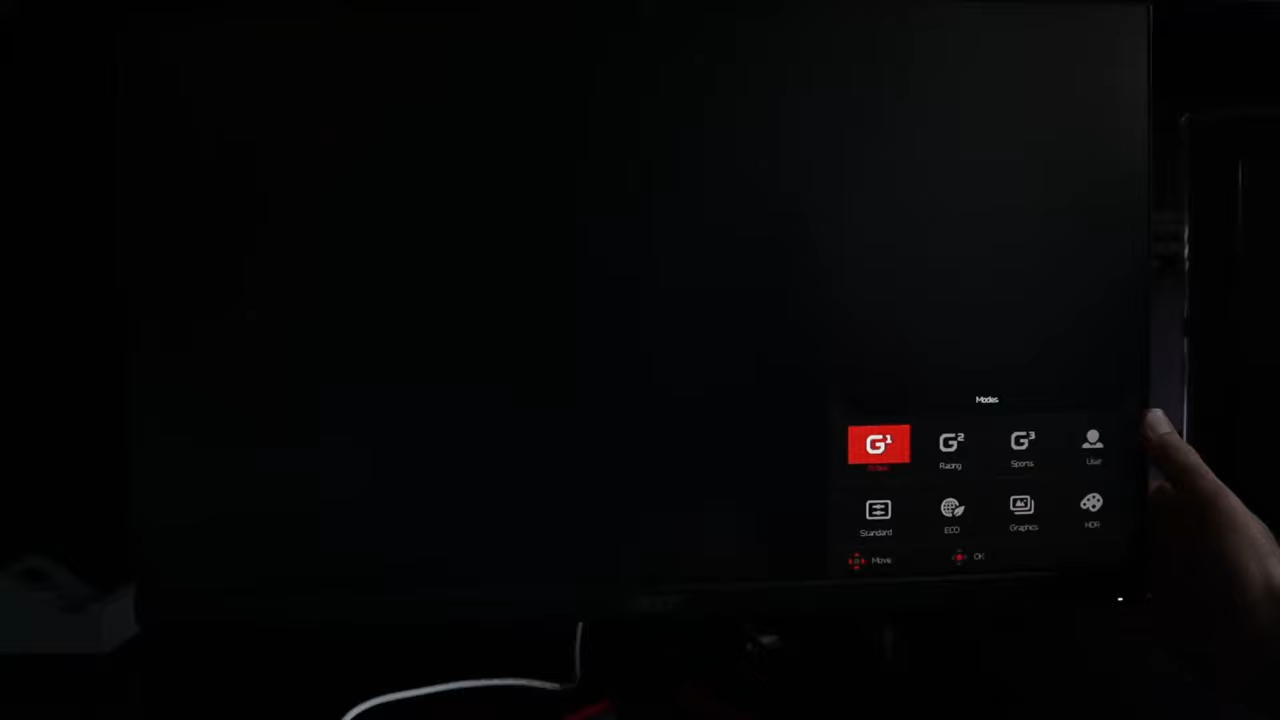 Modes
G¹ G² G³
Racing Sports User
Standard ECO Graphics HDR
Move OK